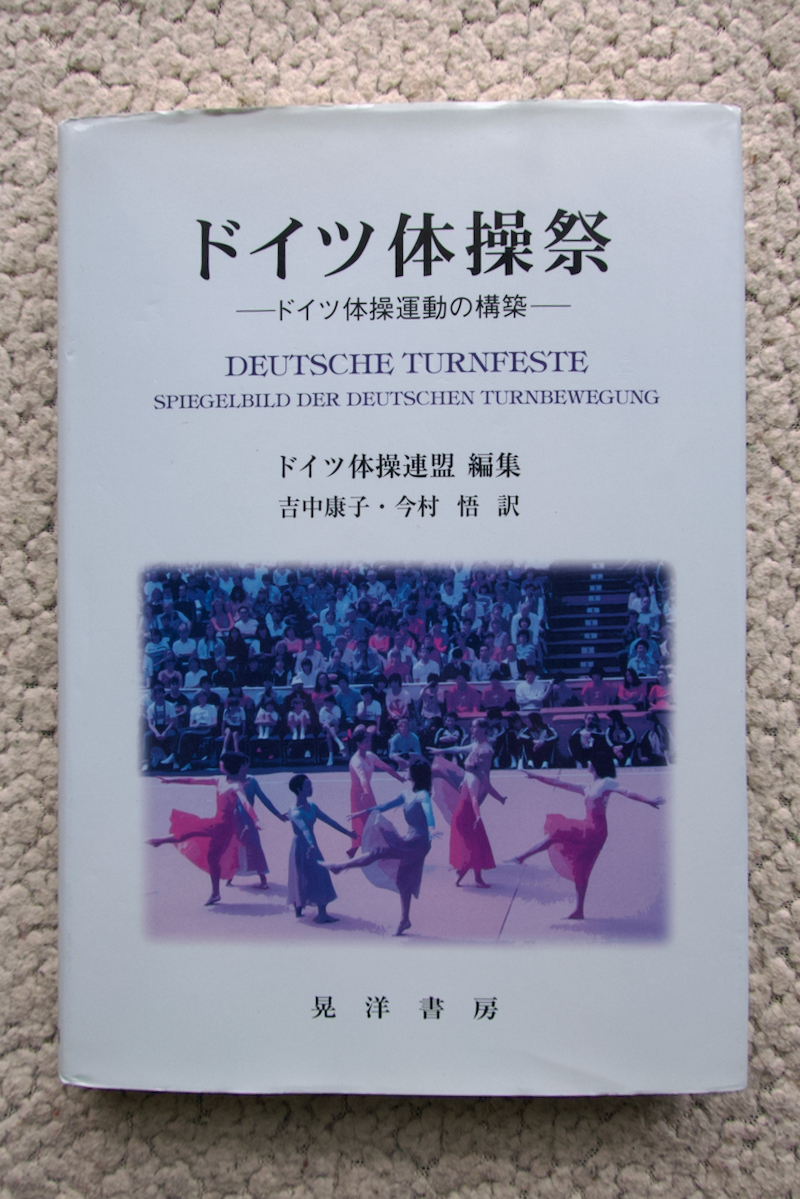 ドイツ体操祭
―ドイツ体操運動の構築―
DEUTSCHE TURNFESTE
SPIEGELBILD DER DEUTSCHEN TURNBEWEGUNG
ドイツ体操連盟 編集
吉中康子・今村 悟 訳
晃洋書房